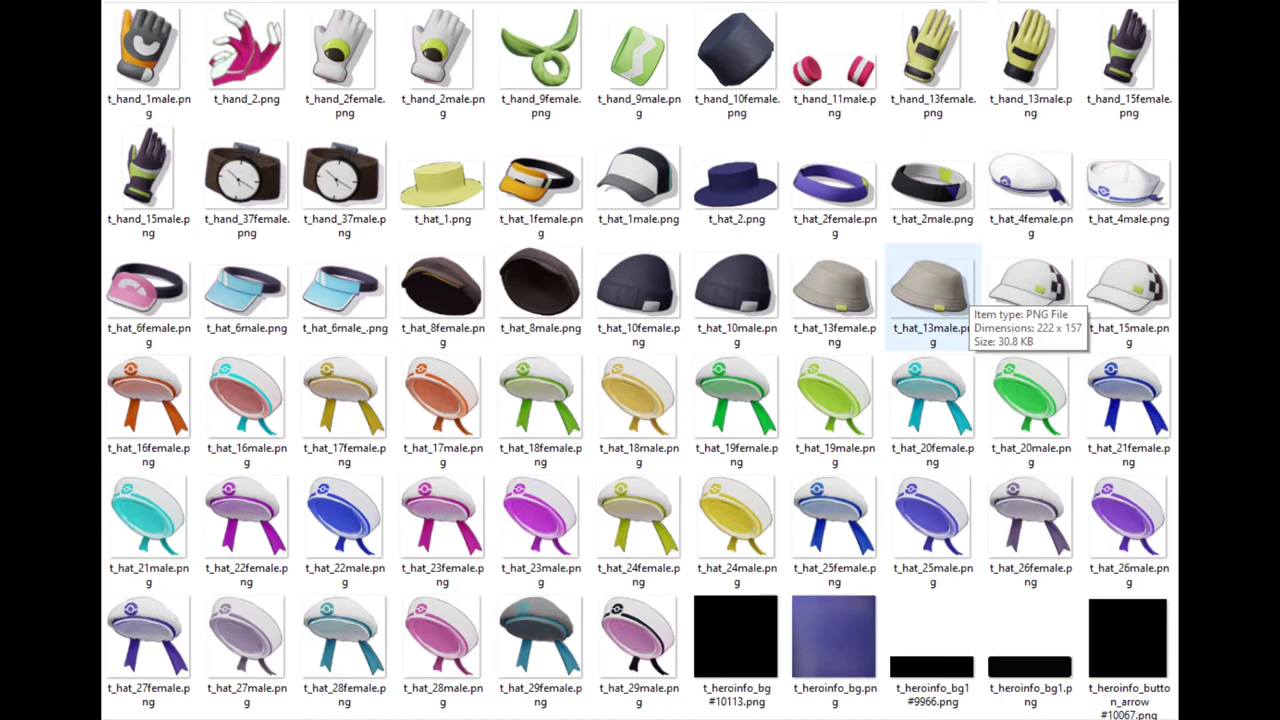 t_hand_1male.pn
g
t_hand_2.png
t_hand_2female.
png
t_hand_2male.pn
g
t_hand_9female.
png
t_hand_9male.pn
g
t_hand_10female.
png
t_hand_11male.p
ng
t_hand_13female.
png
t_hand_13male.p
ng
t_hand_15female.
png
t_hand_15male.p
ng
t_hand_37female.
png
t_hand_37male.p
ng
t_hat_1.png
t_hat_1female.pn
g
t_hat_1male.png
t_hat_2.png
t_hat_2female.pn
g
t_hat_2male.png
t_hat_4female.pn
g
t_hat_4male.png
t_hat_6female.pn
g
t_hat_6male.png
t_hat_6male_.png
t_hat_8female.pn
g
t_hat_8male.png
t_hat_10female.p
ng
t_hat_10male.pn
g
t_hat_13female.p
ng
t_hat_13male.pn
g
Item type: PNG File
Dimensions: 222 x 157
Size: 30.8 KB
t_hat_15male.pn
g
t_hat_16female.p
ng
t_hat_16male.pn
g
t_hat_17female.p
ng
t_hat_17male.pn
g
t_hat_18female.p
ng
t_hat_18male.pn
g
t_hat_19female.p
ng
t_hat_19male.pn
g
t_hat_20female.p
ng
t_hat_20male.pn
g
t_hat_21female.p
ng
t_hat_21male.pn
g
t_hat_22female.p
ng
t_hat_22male.pn
g
t_hat_23female.p
ng
t_hat_23male.pn
g
t_hat_24female.p
ng
t_hat_24male.pn
g
t_hat_25female.p
ng
t_hat_25male.pn
g
t_hat_26female.p
ng
t_hat_26male.pn
g
t_hat_27female.p
ng
t_hat_27male.pn
g
t_hat_28female.p
ng
t_hat_28male.pn
g
t_hat_29female.p
ng
t_hat_29male.pn
g
t_heroinfo_bg
#10113.png
t_heroinfo_bg.pn
g
t_heroinfo_bg1
#9966.png
t_heroinfo_bg1.p
ng
t_heroinfo_butto
n_arrow
#10067.png